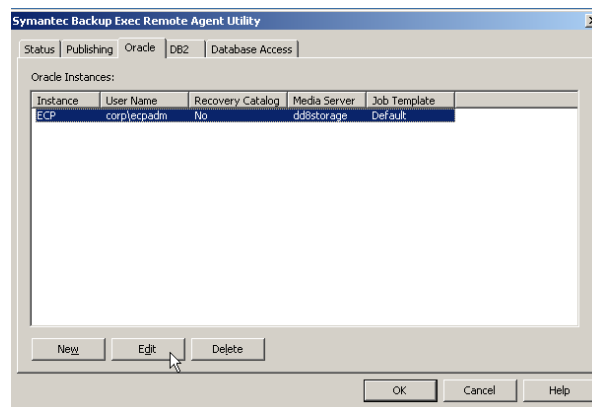 Symantec Backup Exec Remote Agent Utility
Status Publishing Oracle DB2 Database Access
Oracle Instances:
Instance User Name Recovery Catalog Media Server Job Template
ECP corp\ecpadm No dd8storage Default
New Edit Delete
OK Cancel Help